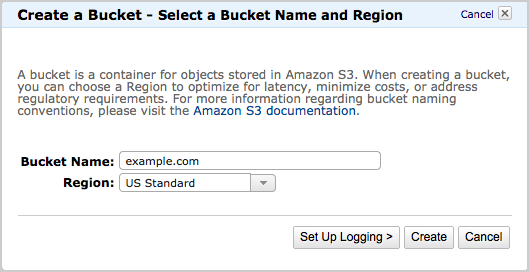 Create a Bucket - Select a Bucket Name and Region
Cancel
A bucket is a container for objects stored in Amazon S3. When creating a bucket,
you can choose a Region to optimize for latency, minimize costs, or address
regulatory requirements. For more information regarding bucket naming
conventions, please visit the Amazon S3 documentation.
Bucket Name: example.com
Region: US Standard
Set Up Logging > Create Cancel